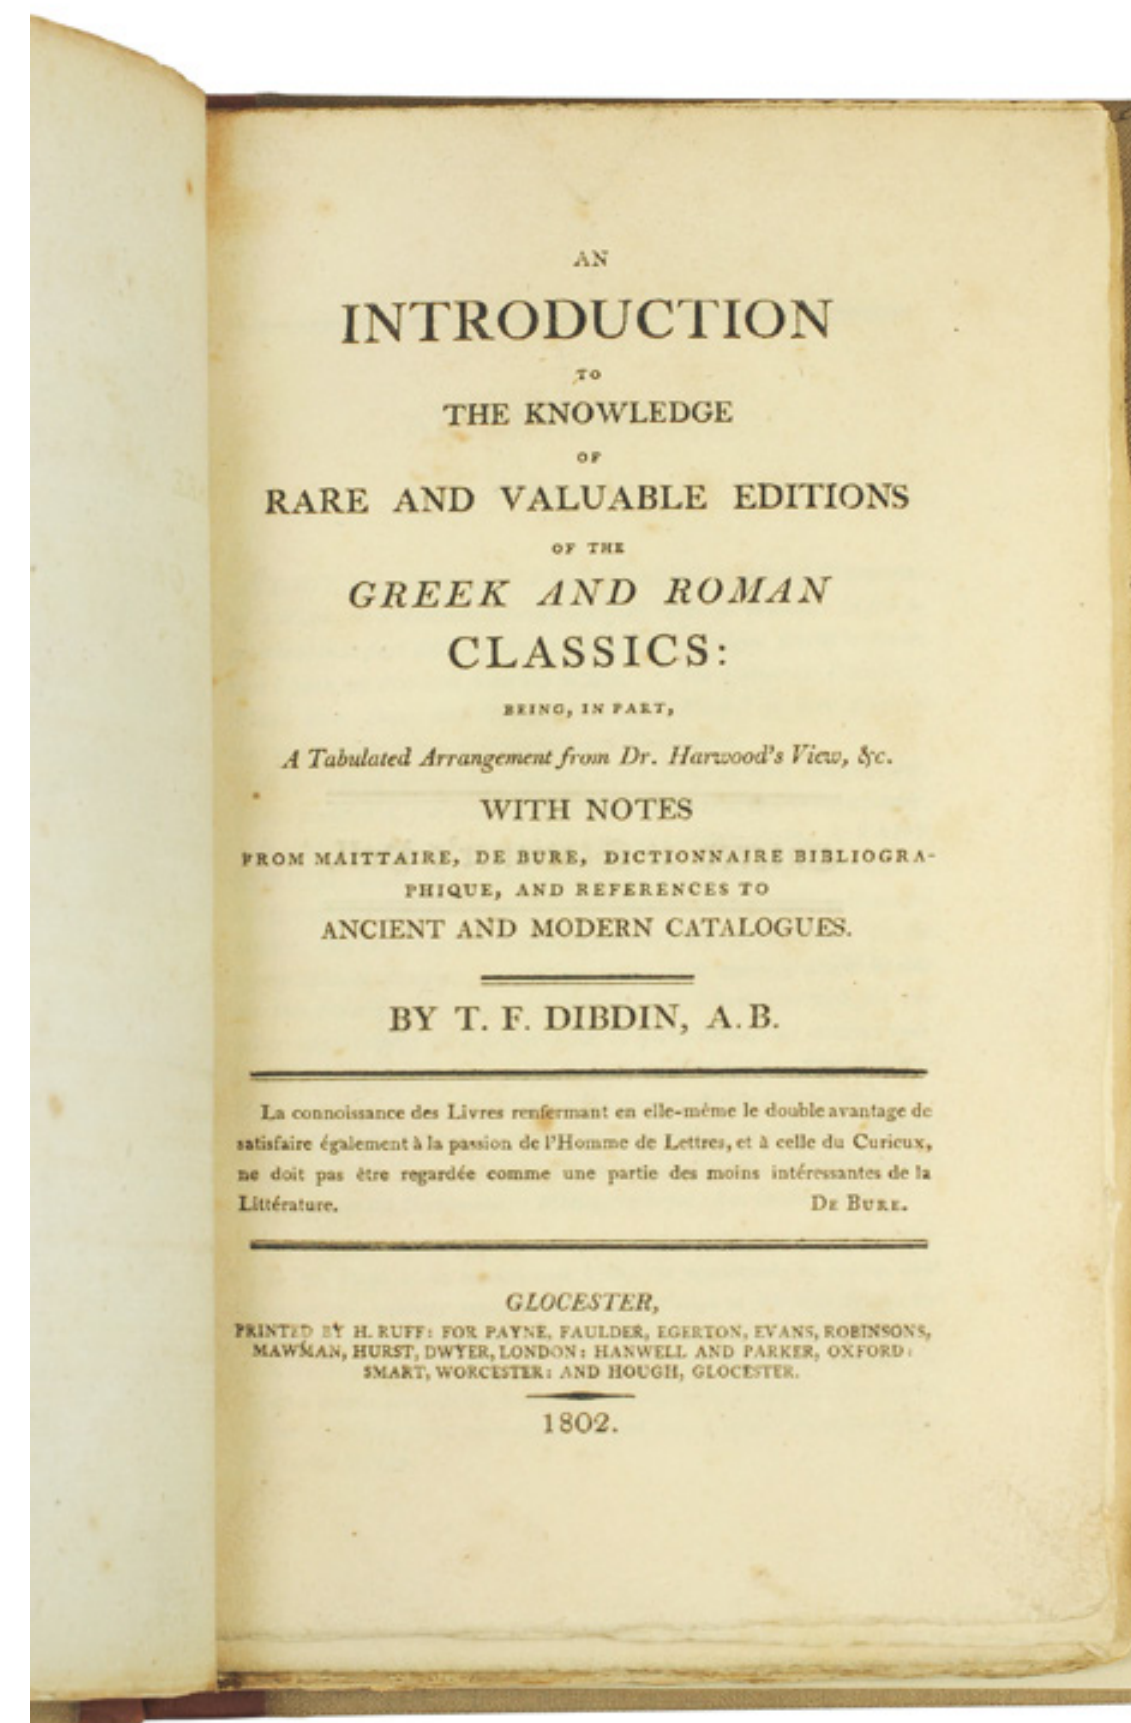 AN
INTRODUCTION
TO
THE KNOWLEDGE
OF
RARE AND VALUABLE EDITIONS
OF THE
GREEK AND ROMAN
CLASSICS:
BEING, IN PART,
A Tabulated Arrangement from Dr. Harwood's View, &c.
WITH NOTES
FROM MAITTAIRE, DE BURE, DICTIONNAIRE BIBLIOGRA-
PHIQUE, AND REFERENCES TO
ANCIENT AND MODERN CATALOGUES.
BY T. F. DIBDIN, A.B.
La connoissance des Livres renfermant en elle-même le double avantage de
satisfaire également à la passion de l'Homme de Lettres, et à celle du Curieux,
ne doit pas être regardée comme une partie des moins intéressantes de la
Littérature. DE BURE.
GLOCESTER,
PRINTED BY H. RUFF: FOR PAYNE, FAULDER, EGERTON, EVANS, ROBINSONS,
MAWMAN, HURST, DWYER, LONDON: HANWELL AND PARKER, OXFORD:
SMART, WORCESTER: AND HOUGH, GLOCESTER.
1802.